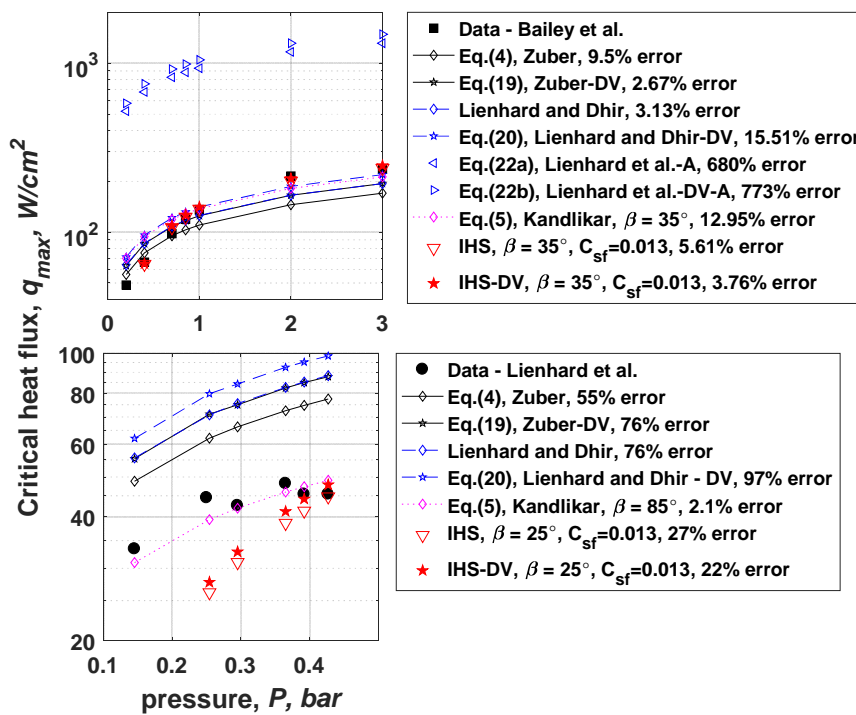 Critical heat flux, q_max, W/cm²
10³
10²
0
1
2
3
Data - Bailey et al.
Eq.(4), Zuber, 9.5% error
Eq.(19), Zuber-DV, 2.67% error
Lienhard and Dhir, 3.13% error
Eq.(20), Lienhard and Dhir-DV, 15.51% error
Eq.(22a), Lienhard et al.-A, 680% error
Eq.(22b), Lienhard et al.-DV-A, 773% error
Eq.(5), Kandlikar, β = 35°, 12.95% error
IHS, β = 35°, C_sf=0.013, 5.61% error
IHS-DV, β = 35°, C_sf=0.013, 3.76% error
100
80
60
40
20
0.1
0.2
0.3
0.4
pressure, P, bar
Data - Lienhard et al.
Eq.(4), Zuber, 55% error
Eq.(19), Zuber-DV, 76% error
Lienhard and Dhir, 76% error
Eq.(20), Lienhard and Dhir - DV, 97% error
Eq.(5), Kandlikar, β = 85°, 2.1% error
IHS, β = 25°, C_sf=0.013, 27% error
IHS-DV, β = 25°, C_sf=0.013, 22% error